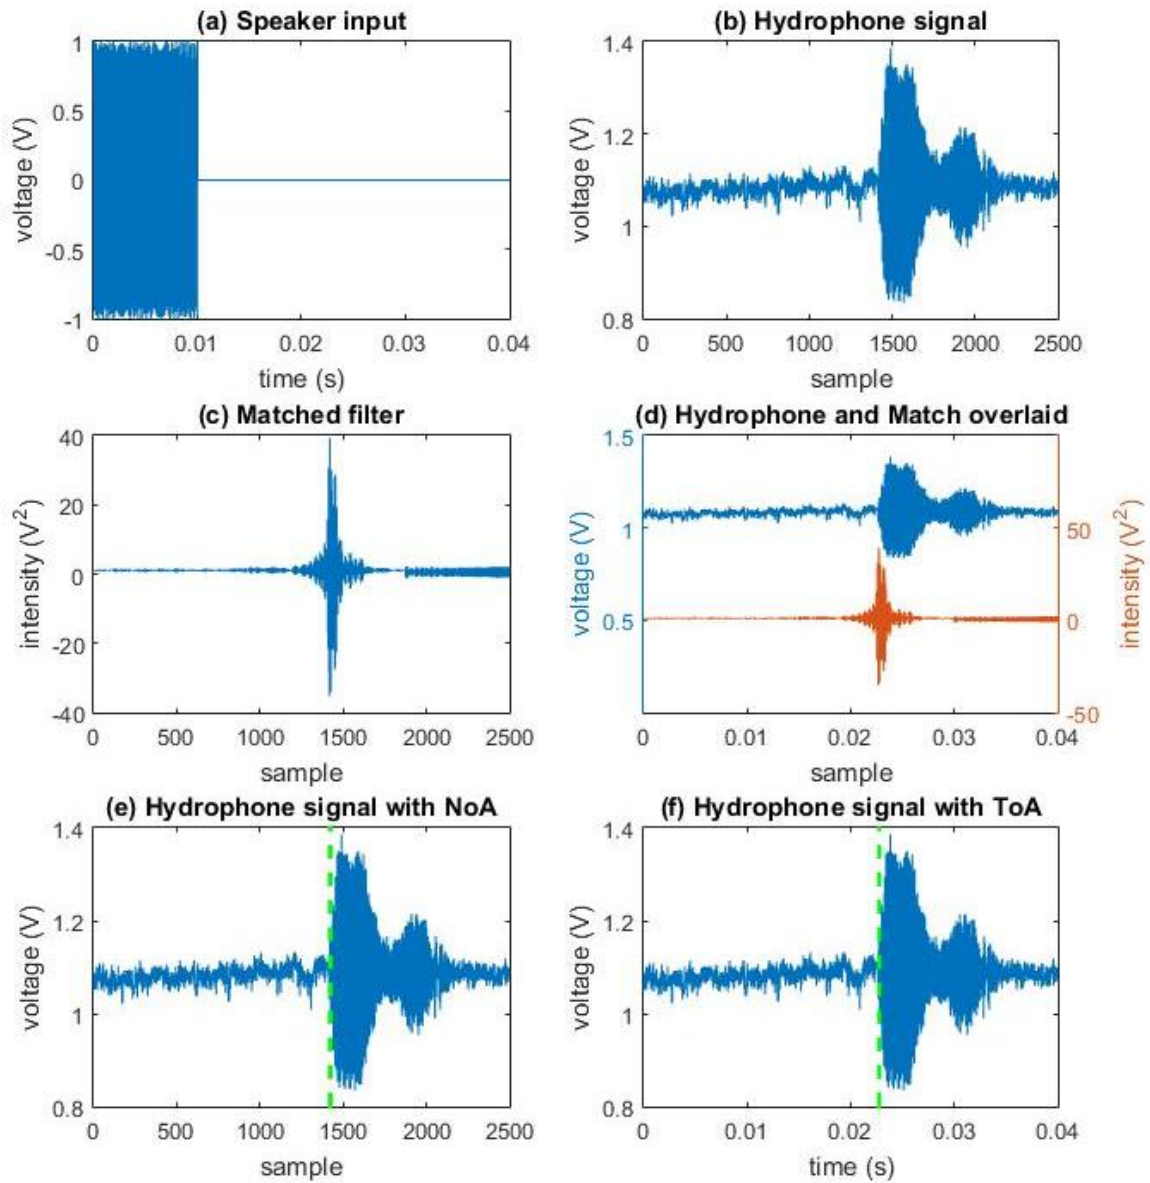 (a) Speaker input
1
0.5
0
-0.5
-1
voltage (V)
0 0.01 0.02 0.03 0.04
time (s)
(b) Hydrophone signal
1.4
1.2
1
0.8
voltage (V)
0 500 1000 1500 2000 2500
sample
(c) Matched filter
40
20
0
-20
-40
intensity (V^2)
0 500 1000 1500 2000 2500
sample
(d) Hydrophone and Match overlaid
1.5
1
0.5
voltage (V)
50
0
-50
intensity (V^2)
0 0.01 0.02 0.03 0.04
sample
(e) Hydrophone signal with NoA
1.4
1.2
1
0.8
voltage (V)
0 500 1000 1500 2000 2500
sample
(f) Hydrophone signal with ToA
1.4
1.2
1
0.8
voltage (V)
0 0.01 0.02 0.03 0.04
time (s)